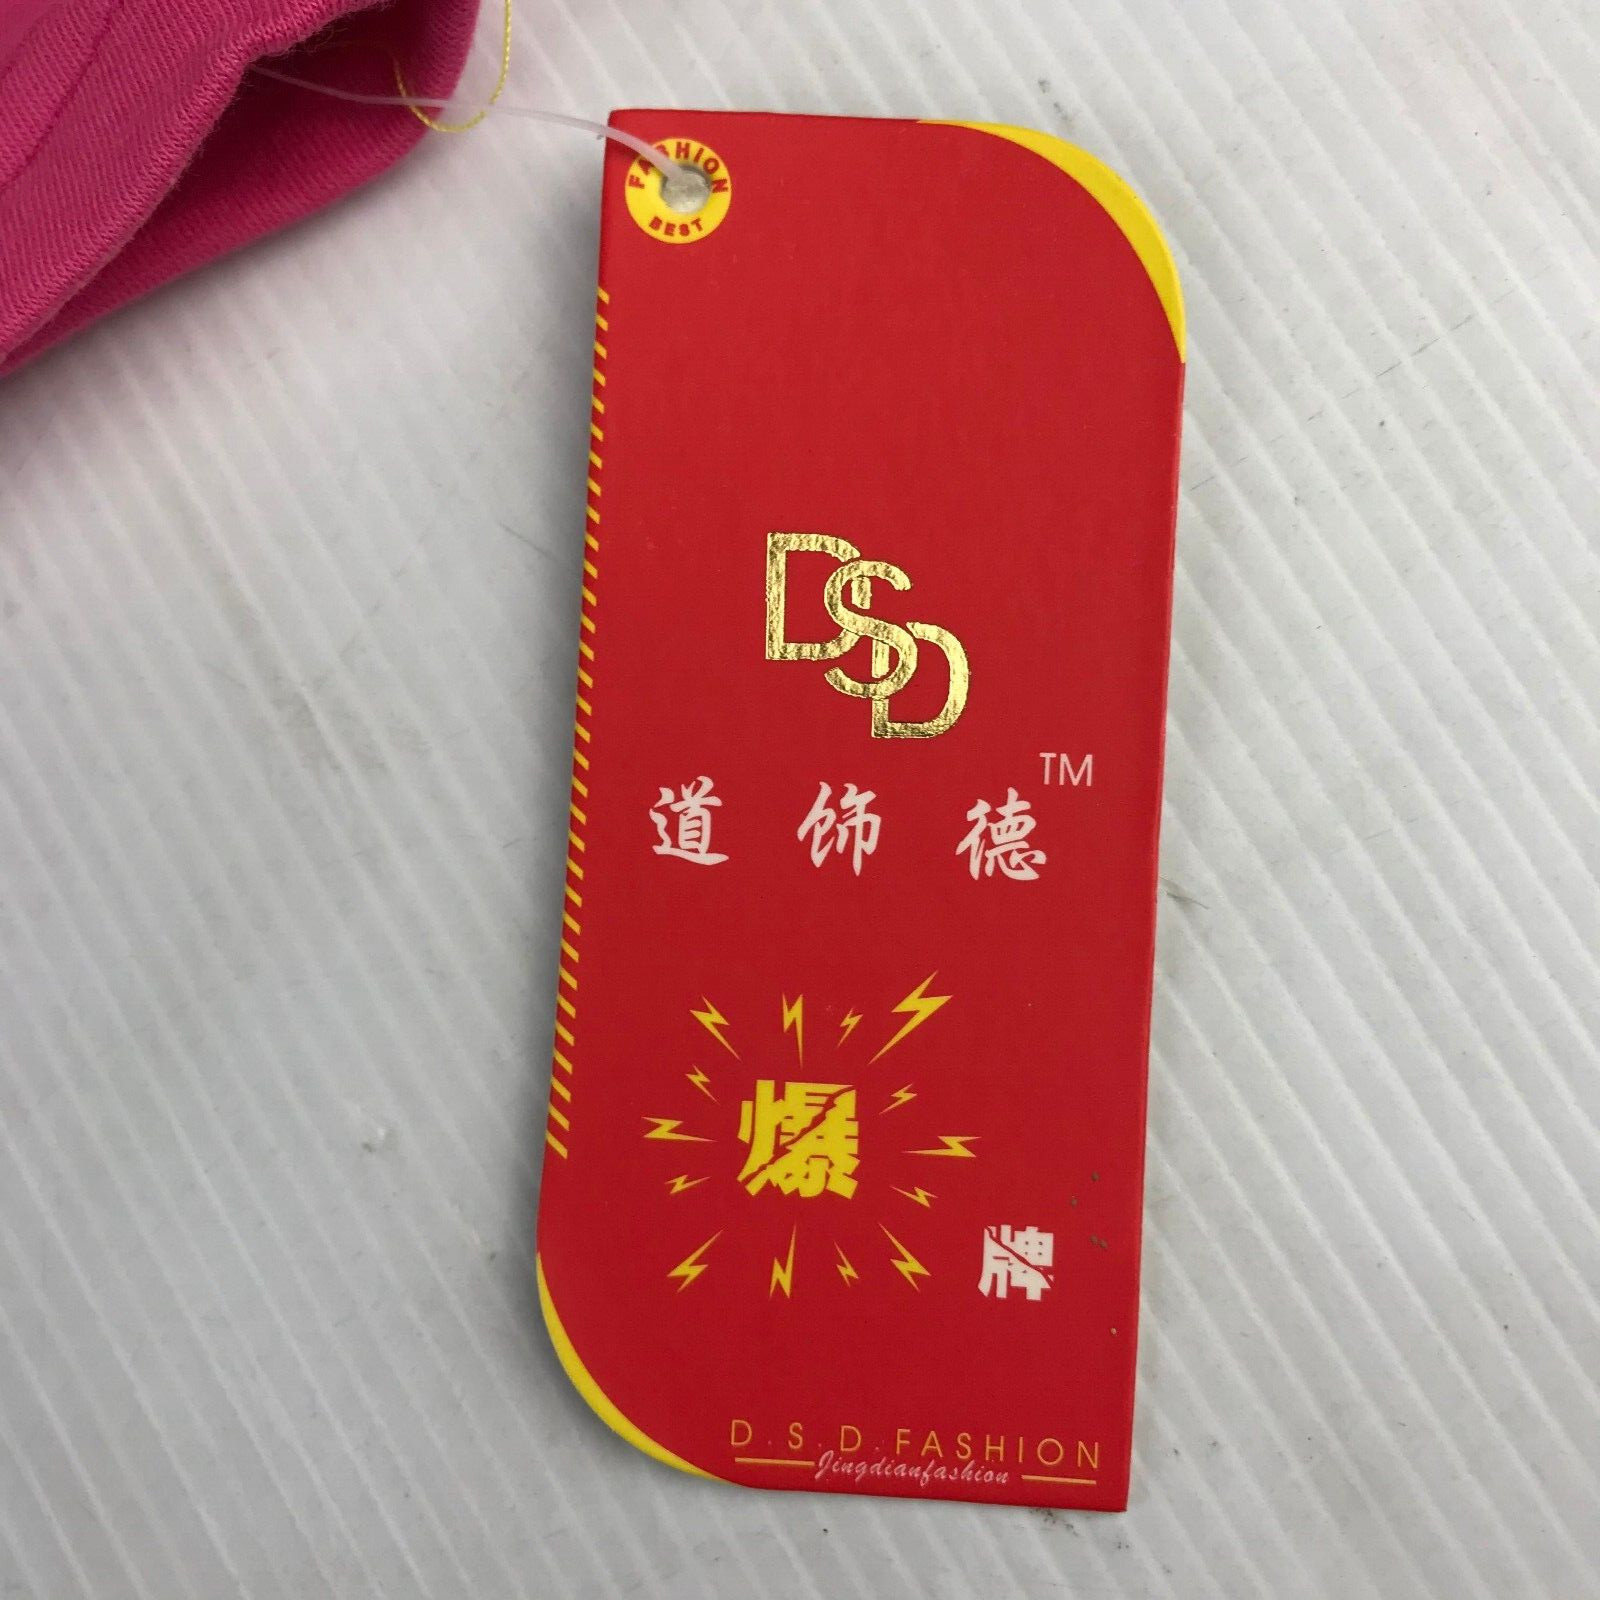 FASHION
BEST
DSD
道饰德TM
爆
牌
D.S.D.FASHION
Jingdianfashion